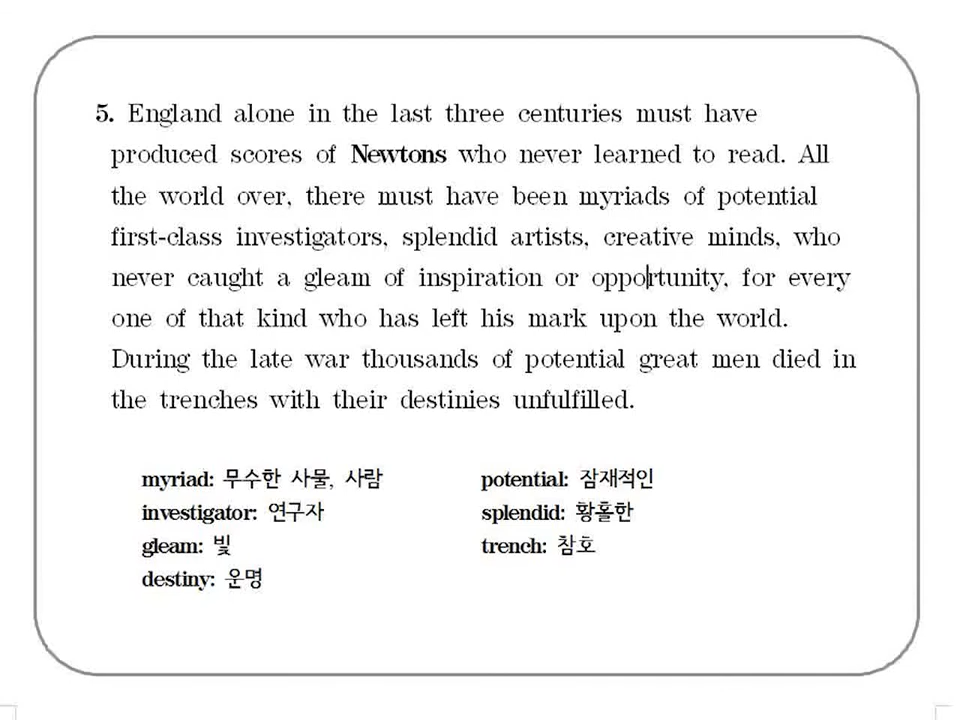 5. England alone in the last three centuries must have
produced scores of Newtons who never learned to read. All
the world over, there must have been myriads of potential
first-class investigators, splendid artists, creative minds, who
never caught a gleam of inspiration or opportunity, for every
one of that kind who has left his mark upon the world.
During the late war thousands of potential great men died in
the trenches with their destinies unfulfilled.
myriad: 무수한 사물, 사람
potential: 잠재적인
investigator: 연구자
splendid: 황홀한
gleam: 빛
trench: 참호
destiny: 운명